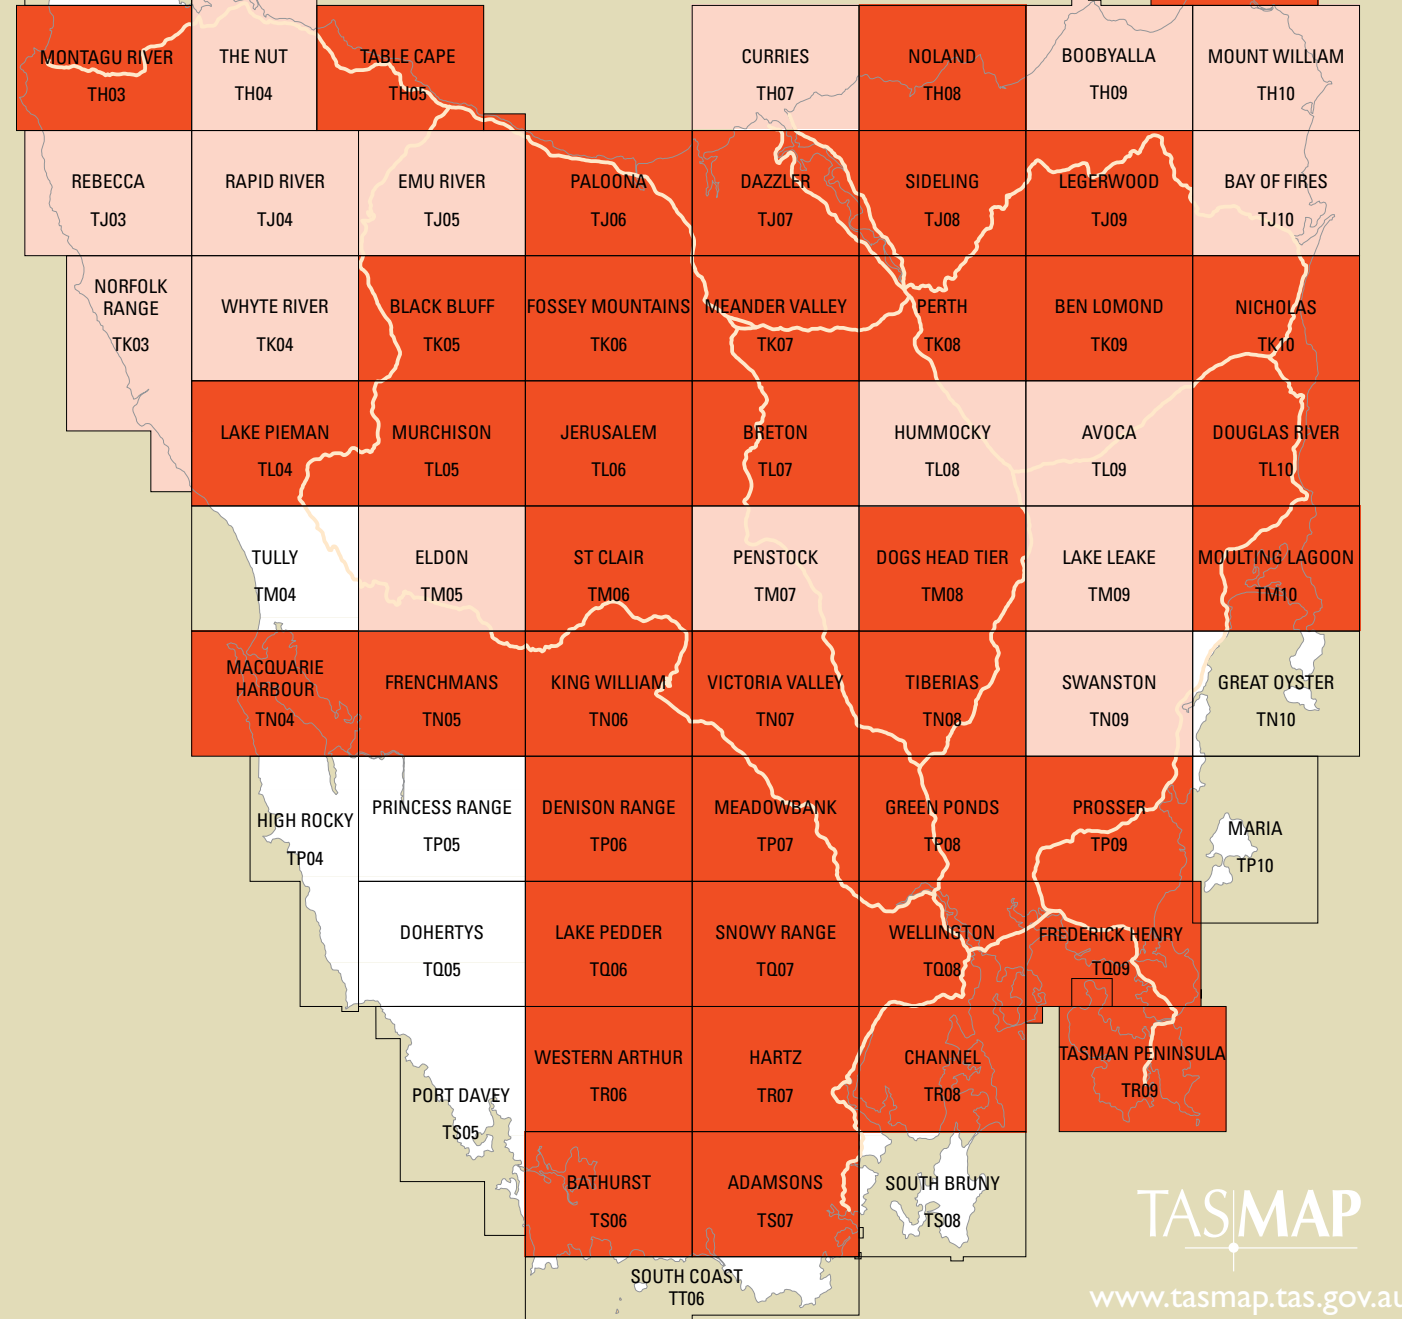 MONTAGU RIVER
TH03
THE NUT
TH04
TABLE CAPE
TH05
CURRIES
TH07
NOLAND
TH08
BOOBYALLA
TH09
MOUNT WILLIAM
TH10
REBECCA
TJ03
RAPID RIVER
TJ04
EMU RIVER
TJ05
PALOONA
TJ06
DAZZLER
TJ07
SIDELING
TJ08
LEGERWOOD
TJ09
BAY OF FIRES
TJ10
NORFOLK
RANGE
TK03
WHYTE RIVER
TK04
BLACK BLUFF
TK05
FOSSEY MOUNTAINS
TK06
MEANDER VALLEY
TK07
PERTH
TK08
BEN LOMOND
TK09
NICHOLAS
TK10
LAKE PIEMAN
TL04
MURCHISON
TL05
JERUSALEM
TL06
BRETON
TL07
HUMMOCKY
TL08
AVOCA
TL09
DOUGLAS RIVER
TL10
TULLY
TM04
ELDON
TM05
ST CLAIR
TM06
PENSTOCK
TM07
DOGS HEAD TIER
TM08
LAKE LEAKE
TM09
MOULTING LAGOON
TM10
MACQUARIE
HARBOUR
TN04
FRENCHMANS
TN05
KING WILLIAM
TN06
VICTORIA VALLEY
TN07
TIBERIAS
TN08
SWANSTON
TN09
GREAT OYSTER
TN10
HIGH ROCKY
TP04
PRINCESS RANGE
TP05
DENISON RANGE
TP06
MEADOWBANK
TP07
GREEN PONDS
TP08
PROSSER
TP09
MARIA
TP10
DOHERTYS
TQ05
LAKE PEDDER
TQ06
SNOWY RANGE
TQ07
WELLINGTON
TQ08
FREDERICK HENRY
TQ09
PORT DAVEY
TS05
WESTERN ARTHUR
TR06
HARTZ
TR07
CHANNEL
TR08
TASMAN PENINSULA
TR09
BATHURST
TS06
ADAMSONS
TS07
SOUTH BRUNY
TS08
SOUTH COAST
TT06
TASMAP
www.tasmap.tas.gov.au